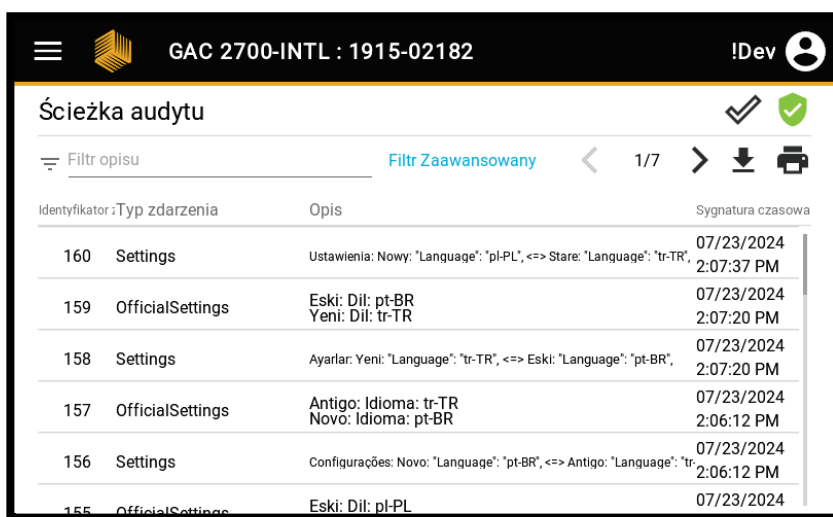 GAC 2700-INTL : 1915-02182 !Dev
Ścieżka audytu
Filtr opisu Filtr Zaawansowany 1/7
Identyfikator z Typ zdarzenia Opis Sygnatura czasowa
160 Settings Ustawienia: Nowy: "Language": "pl-PL", <=> Stare: "Language": "tr-TR", 07/23/2024
2:07:37 PM
159 OfficialSettings Eski: Dil: pt-BR 07/23/2024
Yeni: Dil: tr-TR 2:07:20 PM
158 Settings Ayarlar: Yeni: "Language": "tr-TR", <=> Eski: "Language": "pt-BR", 07/23/2024
2:07:20 PM
157 OfficialSettings Antigo: Idioma: tr-TR 07/23/2024
Novo: Idioma: pt-BR 2:06:12 PM
156 Settings Configurações: Novo: "Language": "pt-BR", <=> Antigo: "Language": "tr- 07/23/2024
2:06:12 PM
155 OfficialSettings Eski: Dil: pl-PL 07/23/2024